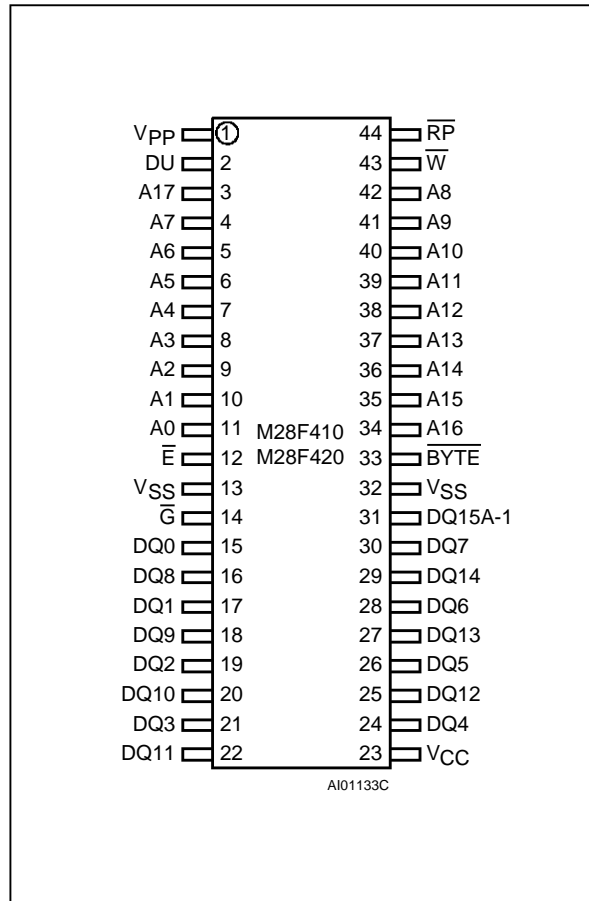 VPP 1 44 R̅P̅
DU 2 43 W̅
A17 3 42 A8
A7 4 41 A9
A6 5 40 A10
A5 6 39 A11
A4 7 38 A12
A3 8 37 A13
A2 9 36 A14
A1 10 35 A15
A0 11 M28F410 34 A16
E̅ 12 M28F420 33 B̅Y̅T̅E̅
VSS 13 32 VSS
G̅ 14 31 DQ15A-1
DQ0 15 30 DQ7
DQ8 16 29 DQ14
DQ1 17 28 DQ6
DQ9 18 27 DQ13
DQ2 19 26 DQ5
DQ10 20 25 DQ12
DQ3 21 24 DQ4
DQ11 22 23 VCC
AI01133C